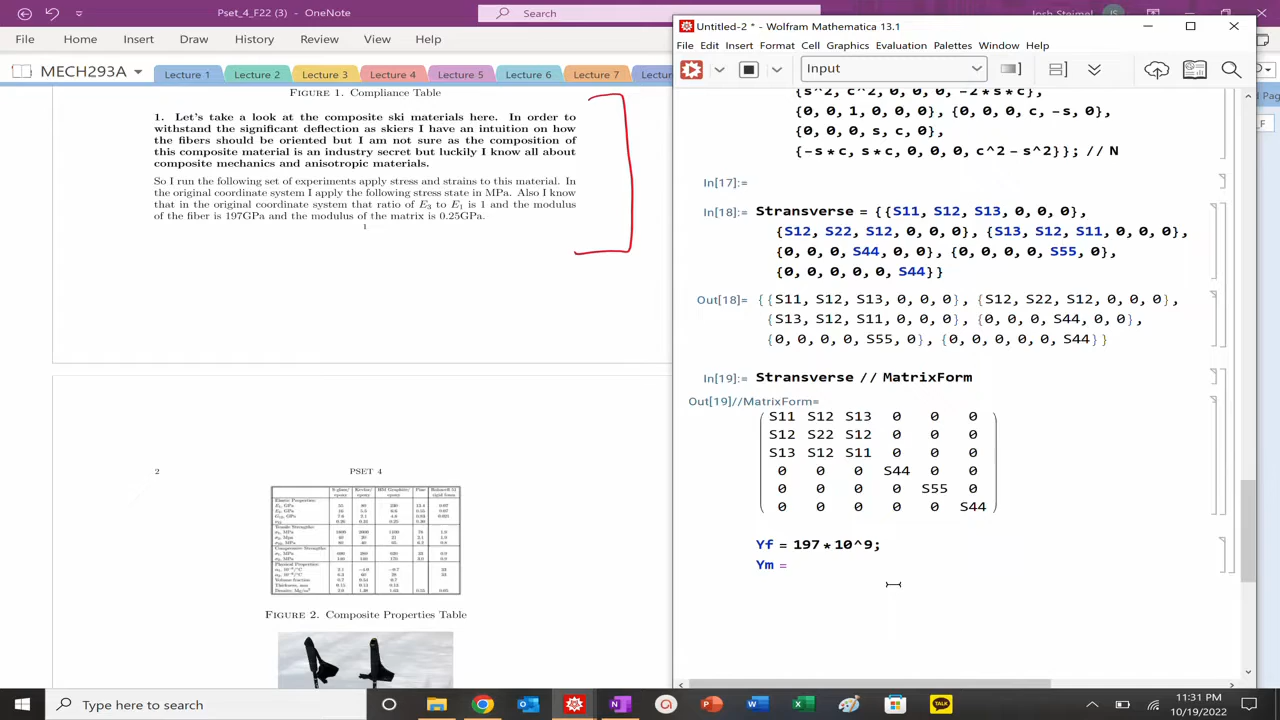 Pset_4_F22 () - OneNote
Search
Josh Steimel
JS
File Home Insert Draw History Review View Help
MECH293A
Lecture 1
Lecture 2
Lecture 3
Lecture 4
Lecture 5
Lecture 6
Lecture 7
Figure 1. Compliance Table
1. Let's take a look at the composite ski materials here. In order to
withstand the significant deflection as skiers I have an intuition on how
the fibers should be oriented but I am not sure as the composition of
this composite material is an industry secret but luckily I know all about
composite mechanics and anisotropic materials.
So I run the following set of experiments apply stress and strains to this material. In
the original coordinate system I apply the following stress state in MPa. Also I know
that in the original coordinate system that ratio of E3 to E1 is 1 and the modulus
of the fiber is 197GPa and the modulus of the matrix is 0.25GPa.
1
2 PSET 4
Figure 2. Composite Properties Table
Untitled-2 * - Wolfram Mathematica 13.1
File Edit Insert Format Cell Graphics Evaluation Palettes Window Help
Input
{s^2, c^2, 0, 0, 0, -2*s*c},
{0, 0, 1, 0, 0, 0}, {0, 0, 0, c, -s, 0},
{0, 0, 0, s, c, 0},
{-s*c, s*c, 0, 0, 0, c^2-s^2}}; // N
In[17]:=
In[18]:= Stransverse = {{S11, S12, S13, 0, 0, 0},
{S12, S22, S12, 0, 0, 0}, {S13, S12, S11, 0, 0, 0},
{0, 0, 0, S44, 0, 0}, {0, 0, 0, 0, S55, 0},
{0, 0, 0, 0, 0, S44}}
Out[18]= {{S11, S12, S13, 0, 0, 0}, {S12, S22, S12, 0, 0, 0},
{S13, S12, S11, 0, 0, 0}, {0, 0, 0, S44, 0, 0},
{0, 0, 0, 0, S55, 0}, {0, 0, 0, 0, 0, S44}}
In[19]:= Stransverse // MatrixForm
Out[19]//MatrixForm=
S11 S12 S13 0 0 0
S12 S22 S12 0 0 0
S13 S12 S11 0 0 0
0 0 0 S44 0 0
0 0 0 0 S55 0
0 0 0 0 0 S44
Yf = 197*10^9;
Ym =
Type here to search
TALK
11:31 PM
10/19/2022